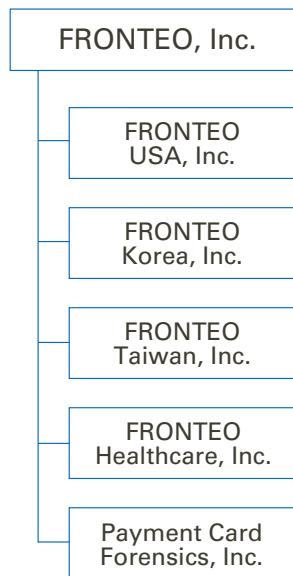 FRONTEO, Inc.
FRONTEO
USA, Inc.
FRONTEO
Korea, Inc.
FRONTEO
Taiwan, Inc.
FRONTEO
Healthcare, Inc.
Payment Card
Forensics, Inc.